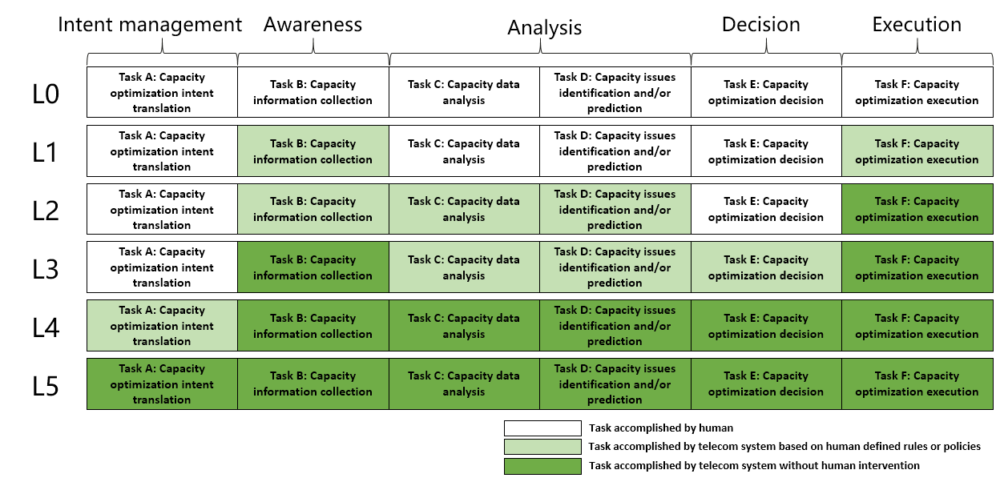 Intent management Awareness Analysis Decision Execution
L0
Task A: Capacity
optimization intent
translation
Task B: Capacity
information collection
Task C: Capacity data
analysis
Task D: Capacity issues
identification and/or
prediction
Task E: Capacity
optimization decision
Task F: Capacity
optimization execution
L1
Task A: Capacity
optimization intent
translation
Task B: Capacity
information collection
Task C: Capacity data
analysis
Task D: Capacity issues
identification and/or
prediction
Task E: Capacity
optimization decision
Task F: Capacity
optimization execution
L2
Task A: Capacity
optimization intent
translation
Task B: Capacity
information collection
Task C: Capacity data
analysis
Task D: Capacity issues
identification and/or
prediction
Task E: Capacity
optimization decision
Task F: Capacity
optimization execution
L3
Task A: Capacity
optimization intent
translation
Task B: Capacity
information collection
Task C: Capacity data
analysis
Task D: Capacity issues
identification and/or
prediction
Task E: Capacity
optimization decision
Task F: Capacity
optimization execution
L4
Task A: Capacity
optimization intent
translation
Task B: Capacity
information collection
Task C: Capacity data
analysis
Task D: Capacity issues
identification and/or
prediction
Task E: Capacity
optimization decision
Task F: Capacity
optimization execution
L5
Task A: Capacity
optimization intent
translation
Task B: Capacity
information collection
Task C: Capacity data
analysis
Task D: Capacity issues
identification and/or
prediction
Task E: Capacity
optimization decision
Task F: Capacity
optimization execution
Task accomplished by human
Task accomplished by telecom system based on human defined rules or policies
Task accomplished by telecom system without human intervention